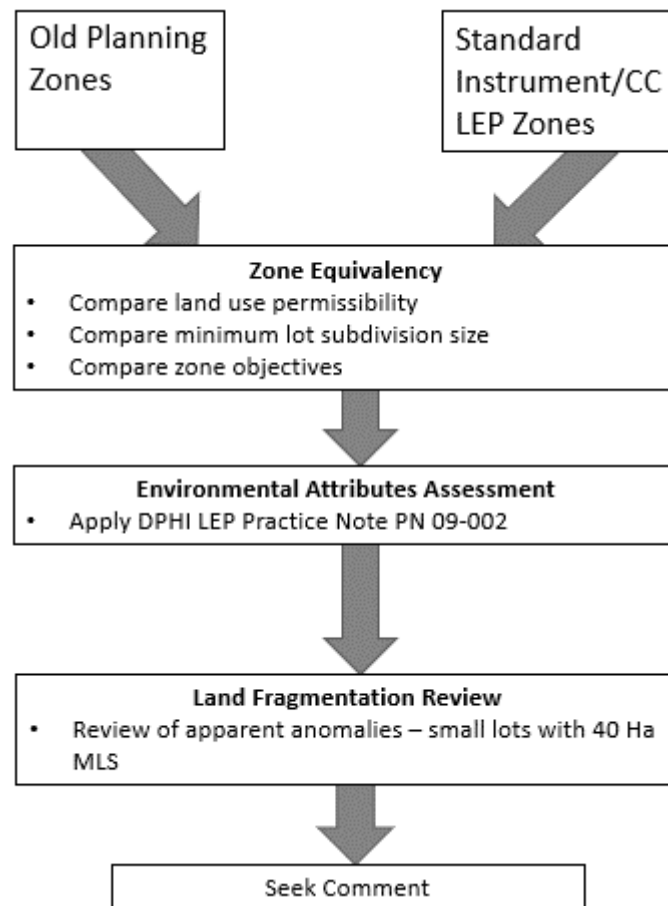 Old Planning
Zones
Standard
Instrument/CC
LEP Zones
Zone Equivalency
• Compare land use permissibility
• Compare minimum lot subdivision size
• Compare zone objectives
Environmental Attributes Assessment
• Apply DPHI LEP Practice Note PN 09-002
Land Fragmentation Review
• Review of apparent anomalies – small lots with 40 Ha
MLS
Seek Comment